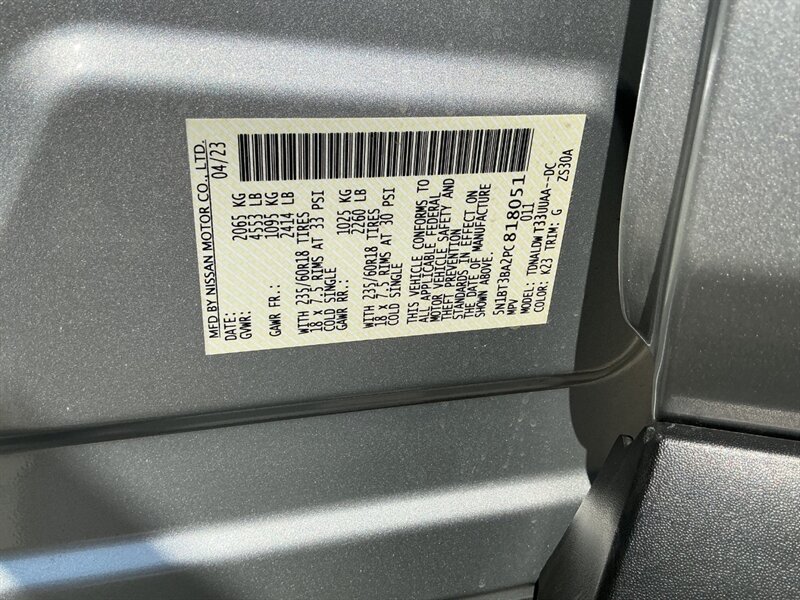 MFD BY NISSAN MOTOR CO., LTD.
DATE: 04/23
GVWR: 2065 KG
4553 LB
GAWR FR.: 1095 KG
2414 LB
WITH 235/60R18 TIRES
18 X 7.5 RIMS AT 33 PSI
COLD SINGLE
GAWR RR.: 1025 KG
2260 LB
WITH 235/60R18 TIRES
18 X 7.5 RIMS AT 30 PSI
COLD SINGLE
THIS VEHICLE CONFORMS TO
ALL APPLICABLE FEDERAL
MOTOR VEHICLE SAFETY AND
THEFT PREVENTION
STANDARDS IN EFFECT ON
THE DATE OF MANUFACTURE
SHOWN ABOVE.
5N1BT3BA2PC818051
MPV 011
MODEL: TDNALDWT33UUAA--DC
COLOR: K23 TRIM: G ZS30A